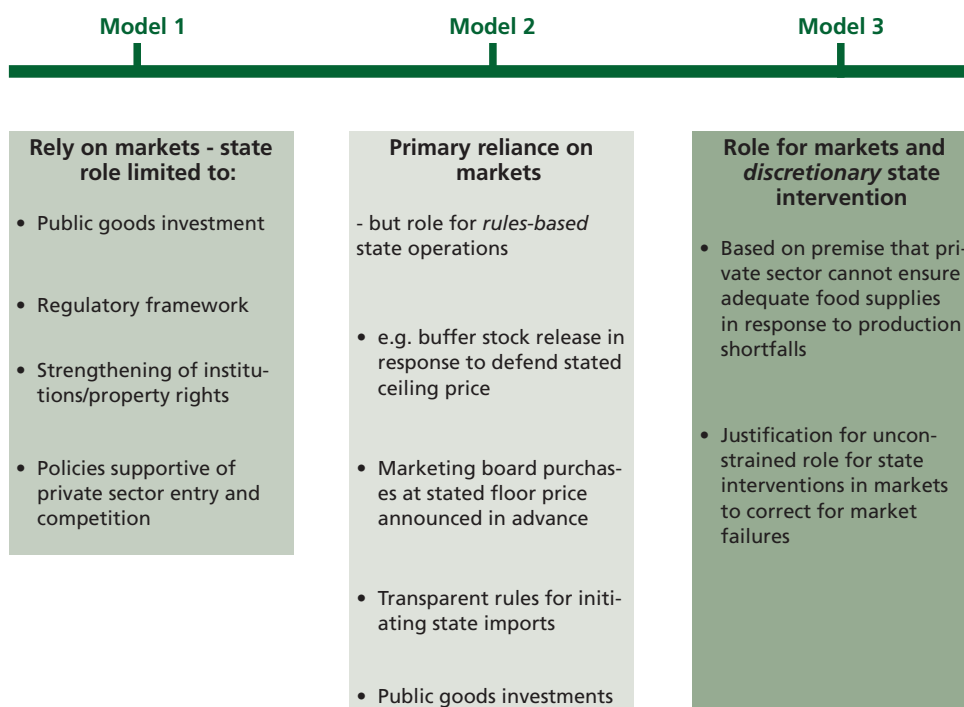 Model 1
Model 2
Model 3
Rely on markets - state
role limited to:
• Public goods investment
• Regulatory framework
• Strengthening of institu-
tions/property rights
• Policies supportive of
private sector entry and
competition
Primary reliance on
markets
- but role for rules-based
state operations
• e.g. buffer stock release in
response to defend stated
ceiling price
• Marketing board purchas-
es at stated floor price
announced in advance
• Transparent rules for initi-
ating state imports
• Public goods investments
Role for markets and
discretionary state
intervention
• Based on premise that pri-
vate sector cannot ensure
adequate food supplies
in response to production
shortfalls
• Justification for uncon-
strained role for state
interventions in markets
to correct for market
failures